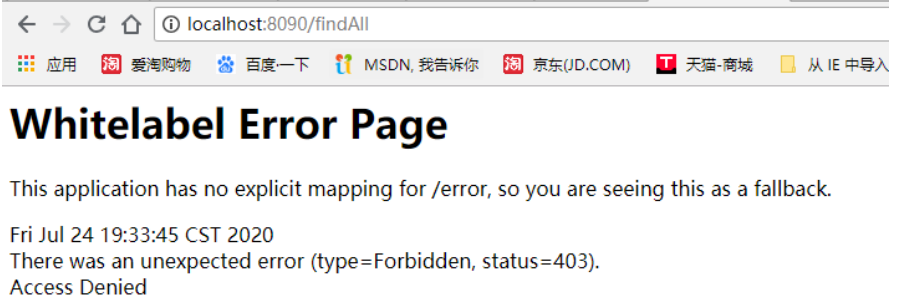 localhost:8090/findAll
应用 爱淘购物 百度一下 MSDN, 我告诉你 京东(JD.COM) 天猫-商城 从 IE 中导入
Whitelabel Error Page
This application has no explicit mapping for /error, so you are seeing this as a fallback.
Fri Jul 24 19:33:45 CST 2020
There was an unexpected error (type=Forbidden, status=403).
Access Denied